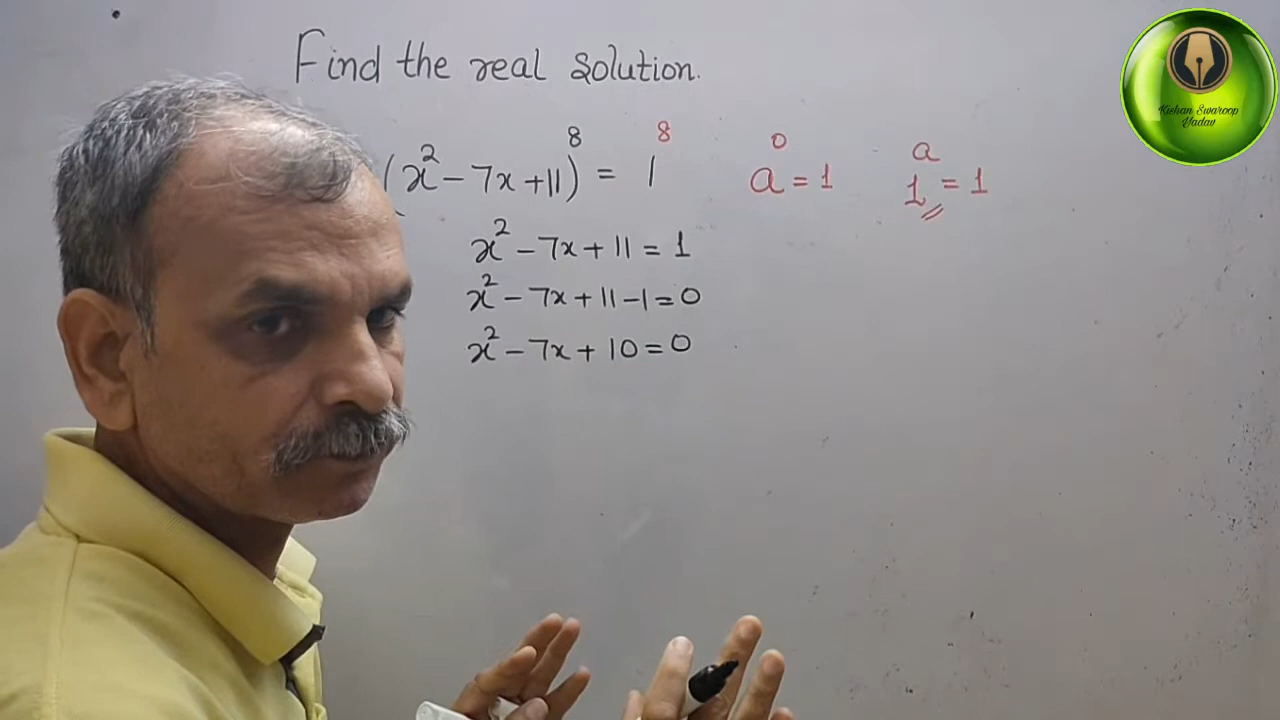 Find the real solution.
(x² - 7x + 11)⁸ = 1⁸
a⁰ = 1
1ᵃ = 1
x² - 7x + 11 = 1
x² - 7x + 11 - 1 = 0
x² - 7x + 10 = 0
Kishan Swaroop
Yadav